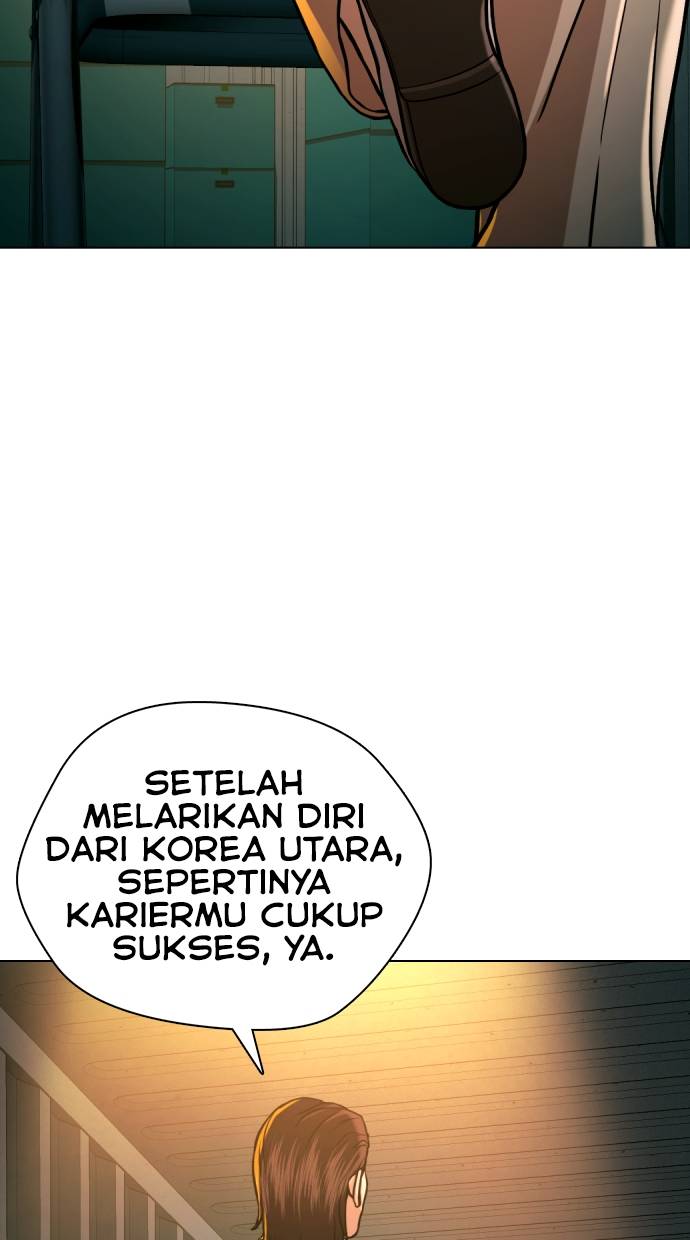 SETELAH
MELARIKAN DIRI
DARI KOREA UTARA,
SEPERTINYA
KARIERMU CUKUP
SUKSES, YA.